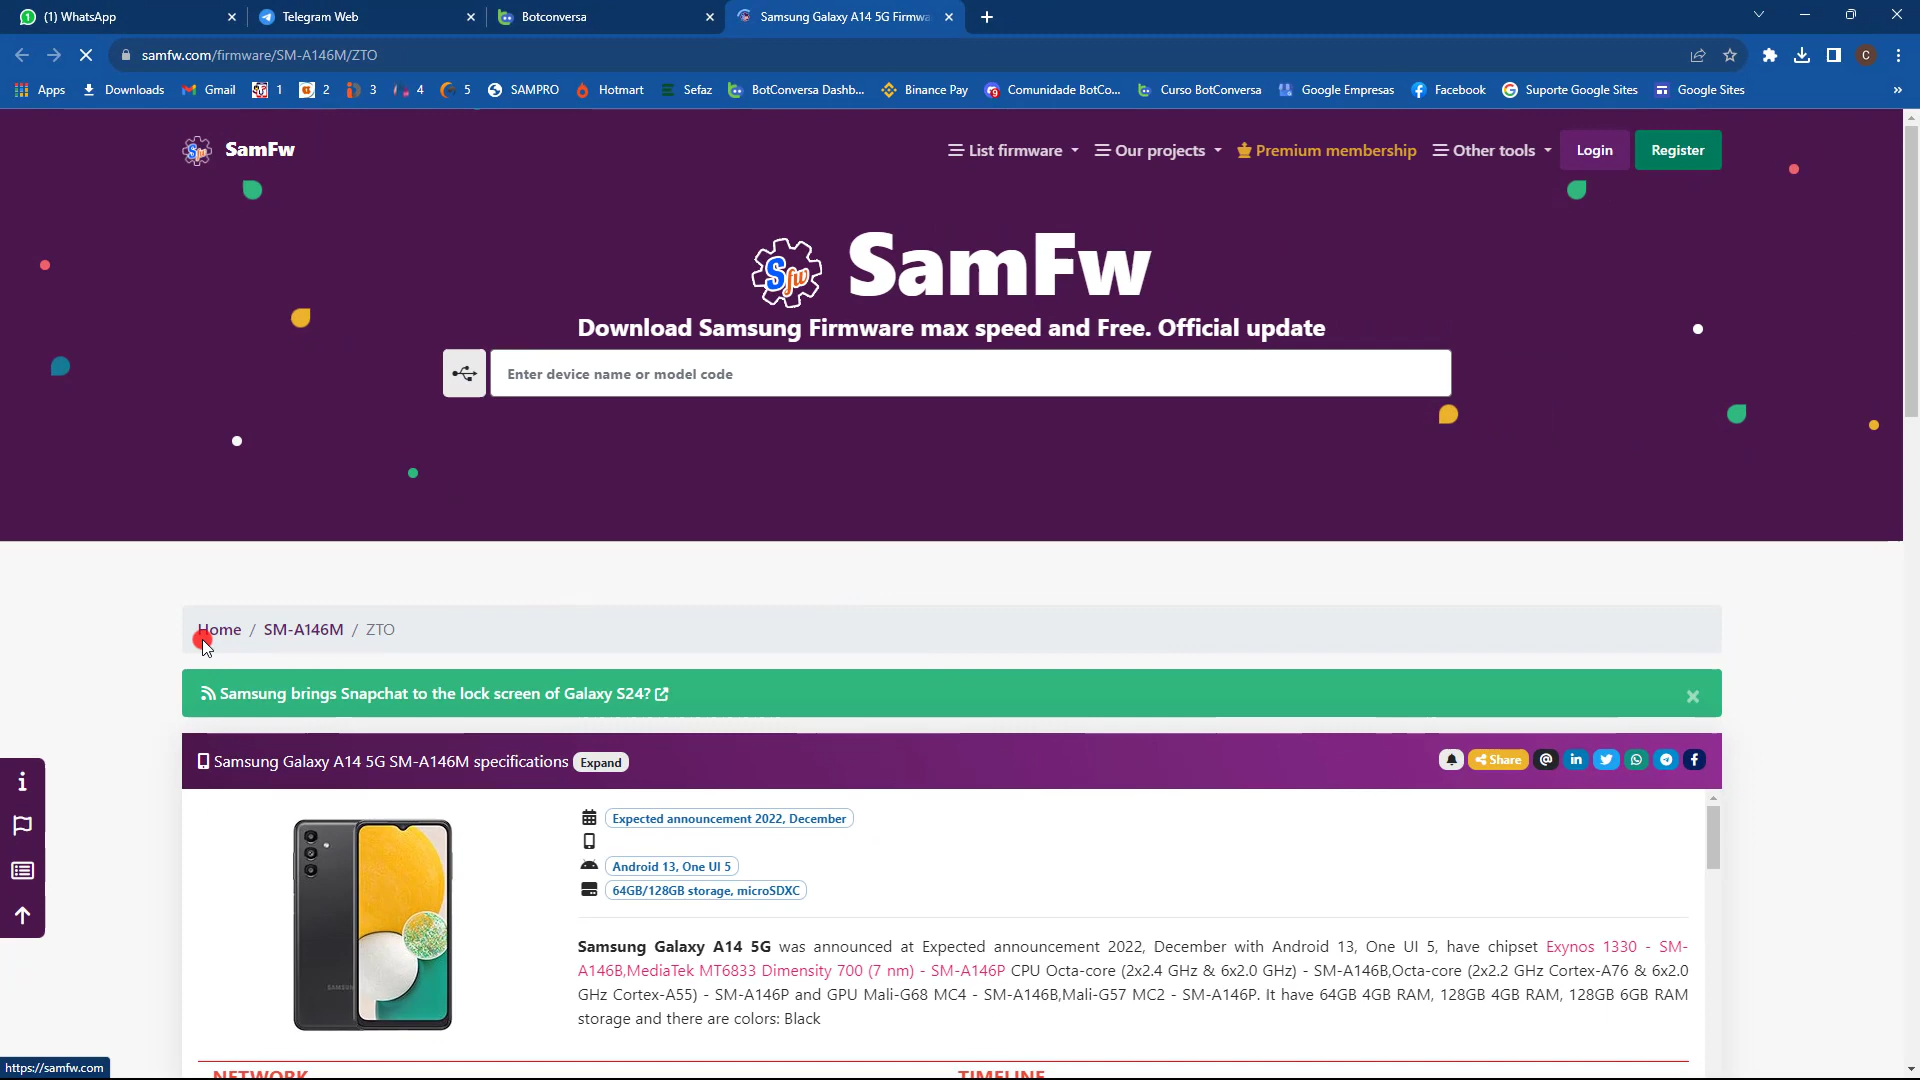 (1) WhatsApp
Telegram Web
Botconversa
Samsung Galaxy A14 5G Firmwa
samfw.com/firmware/SM-A146M/ZTO
C
Apps
Downloads
Gmail
1
2
3
4
5
SAMPRO
Hotmart
Sefaz
BotConversa Dashb...
Binance Pay
Comunidade BotCo...
Curso BotConversa
Google Empresas
Facebook
Suporte Google Sites
Google Sites
»
Sfw SamFw
List firmware
Our projects
Premium membership
Other tools
Login
Register
Sfw SamFw
Download Samsung Firmware max speed and Free. Official update
Enter device name or model code
Home / SM-A146M / ZTO
Samsung brings Snapchat to the lock screen of Galaxy S24?
Samsung Galaxy A14 5G SM-A146M specifications Expand
Share
Expected announcement 2022, December
Android 13, One UI 5
64GB/128GB storage, microSDXC
Samsung Galaxy A14 5G was announced at Expected announcement 2022, December with Android 13, One UI 5, have chipset Exynos 1330 - SM-
A146B,MediaTek MT6833 Dimensity 700 (7 nm) - SM-A146P CPU Octa-core (2x2.4 GHz & 6x2.0 GHz) - SM-A146B,Octa-core (2x2.2 GHz Cortex-A76 & 6x2.0
GHz Cortex-A55) - SM-A146P and GPU Mali-G68 MC4 - SM-A146B,Mali-G57 MC2 - SM-A146P. It have 64GB 4GB RAM, 128GB 4GB RAM, 128GB 6GB RAM
storage and there are colors: Black
SAMSUNG
NETWORK
TIMELINE
https://samfw.com